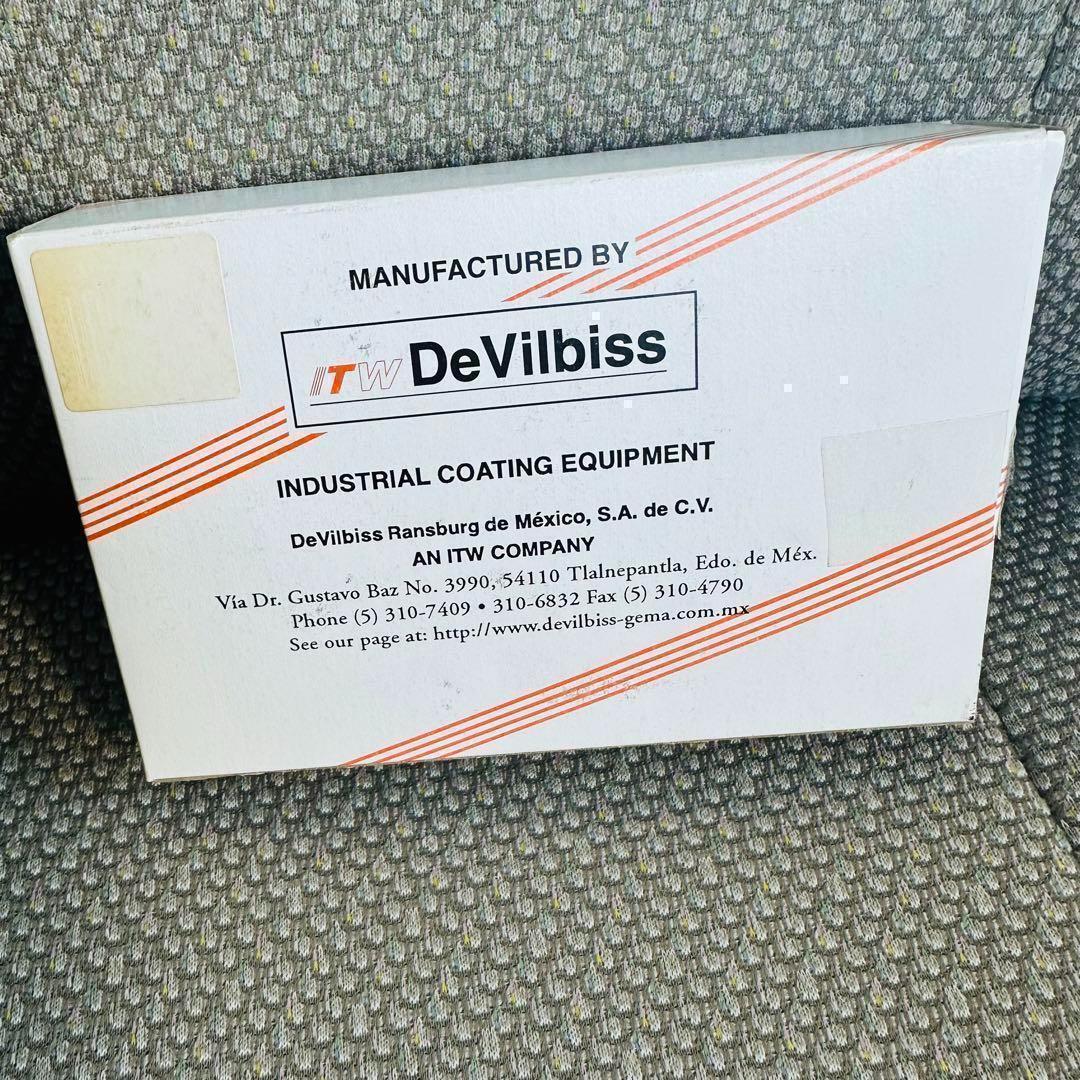 MANUFACTURED BY
ITW DeVilbiss
INDUSTRIAL COATING EQUIPMENT
DeVilbiss Ransburg de México, S.A. de C.V.
AN ITW COMPANY
Vía Dr. Gustavo Baz No. 3990, 54110 Tlalnepantla, Edo. de Méx.
Phone (5) 310-7409 • 310-6832 Fax (5) 310-4790
See our page at: http://www.devilbiss-gema.com.mx